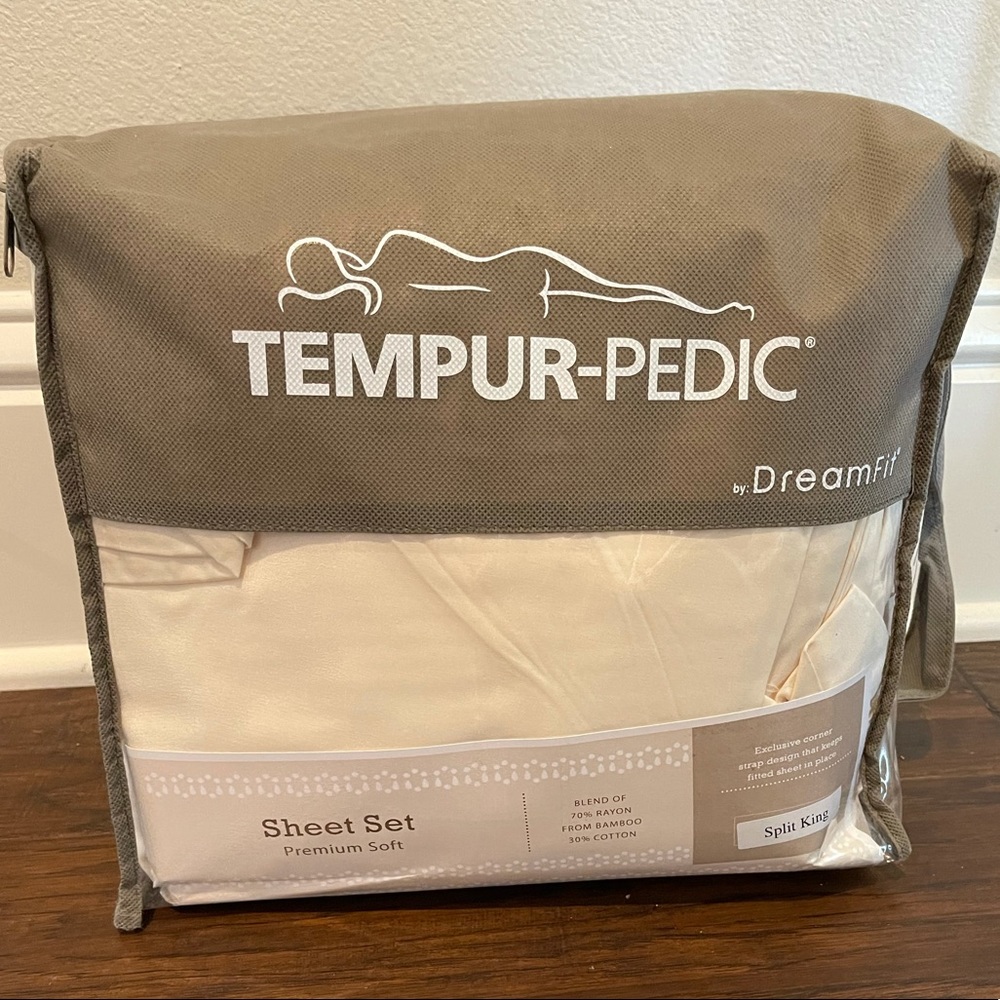 TEMPUR-PEDIC®
by: DreamFit®
Sheet Set
Premium Soft
BLEND OF
70% RAYON
FROM BAMBOO
30% COTTON
Exclusive corner
strap design that keeps
fitted sheet in place
Split King